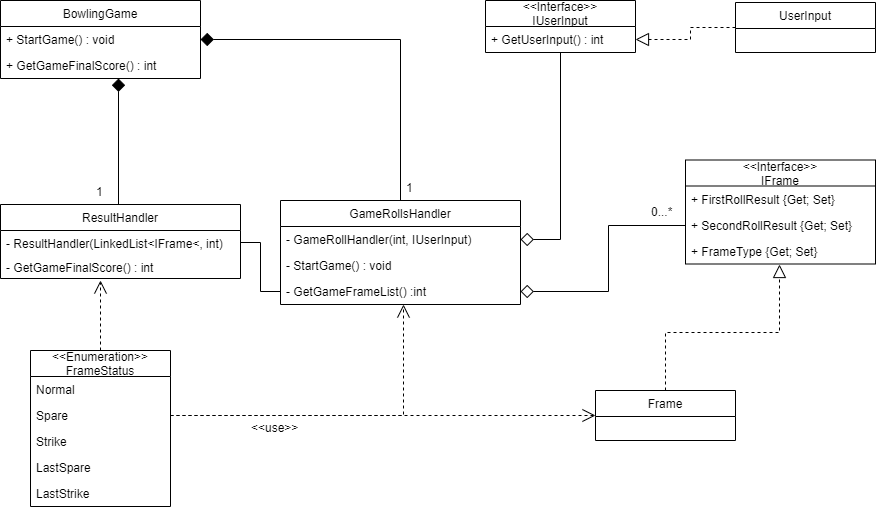 BowlingGame
+ StartGame() : void
+ GetGameFinalScore() : int
<<Interface>>
IUserInput
+ GetUserInput() : int
UserInput
1
1
ResultHandler
- ResultHandler(LinkedList<IFrame<, int)
- GetGameFinalScore() : int
GameRollsHandler
- GameRollHandler(int, IUserInput)
- StartGame() : void
- GetGameFrameList() :int
0...*
<<Interface>>
IFrame
+ FirstRollResult {Get; Set}
+ SecondRollResult {Get; Set}
+ FrameType {Get; Set}
<<Enumeration>>
FrameStatus
Normal
Spare
Strike
LastSpare
LastStrike
<<use>>
Frame